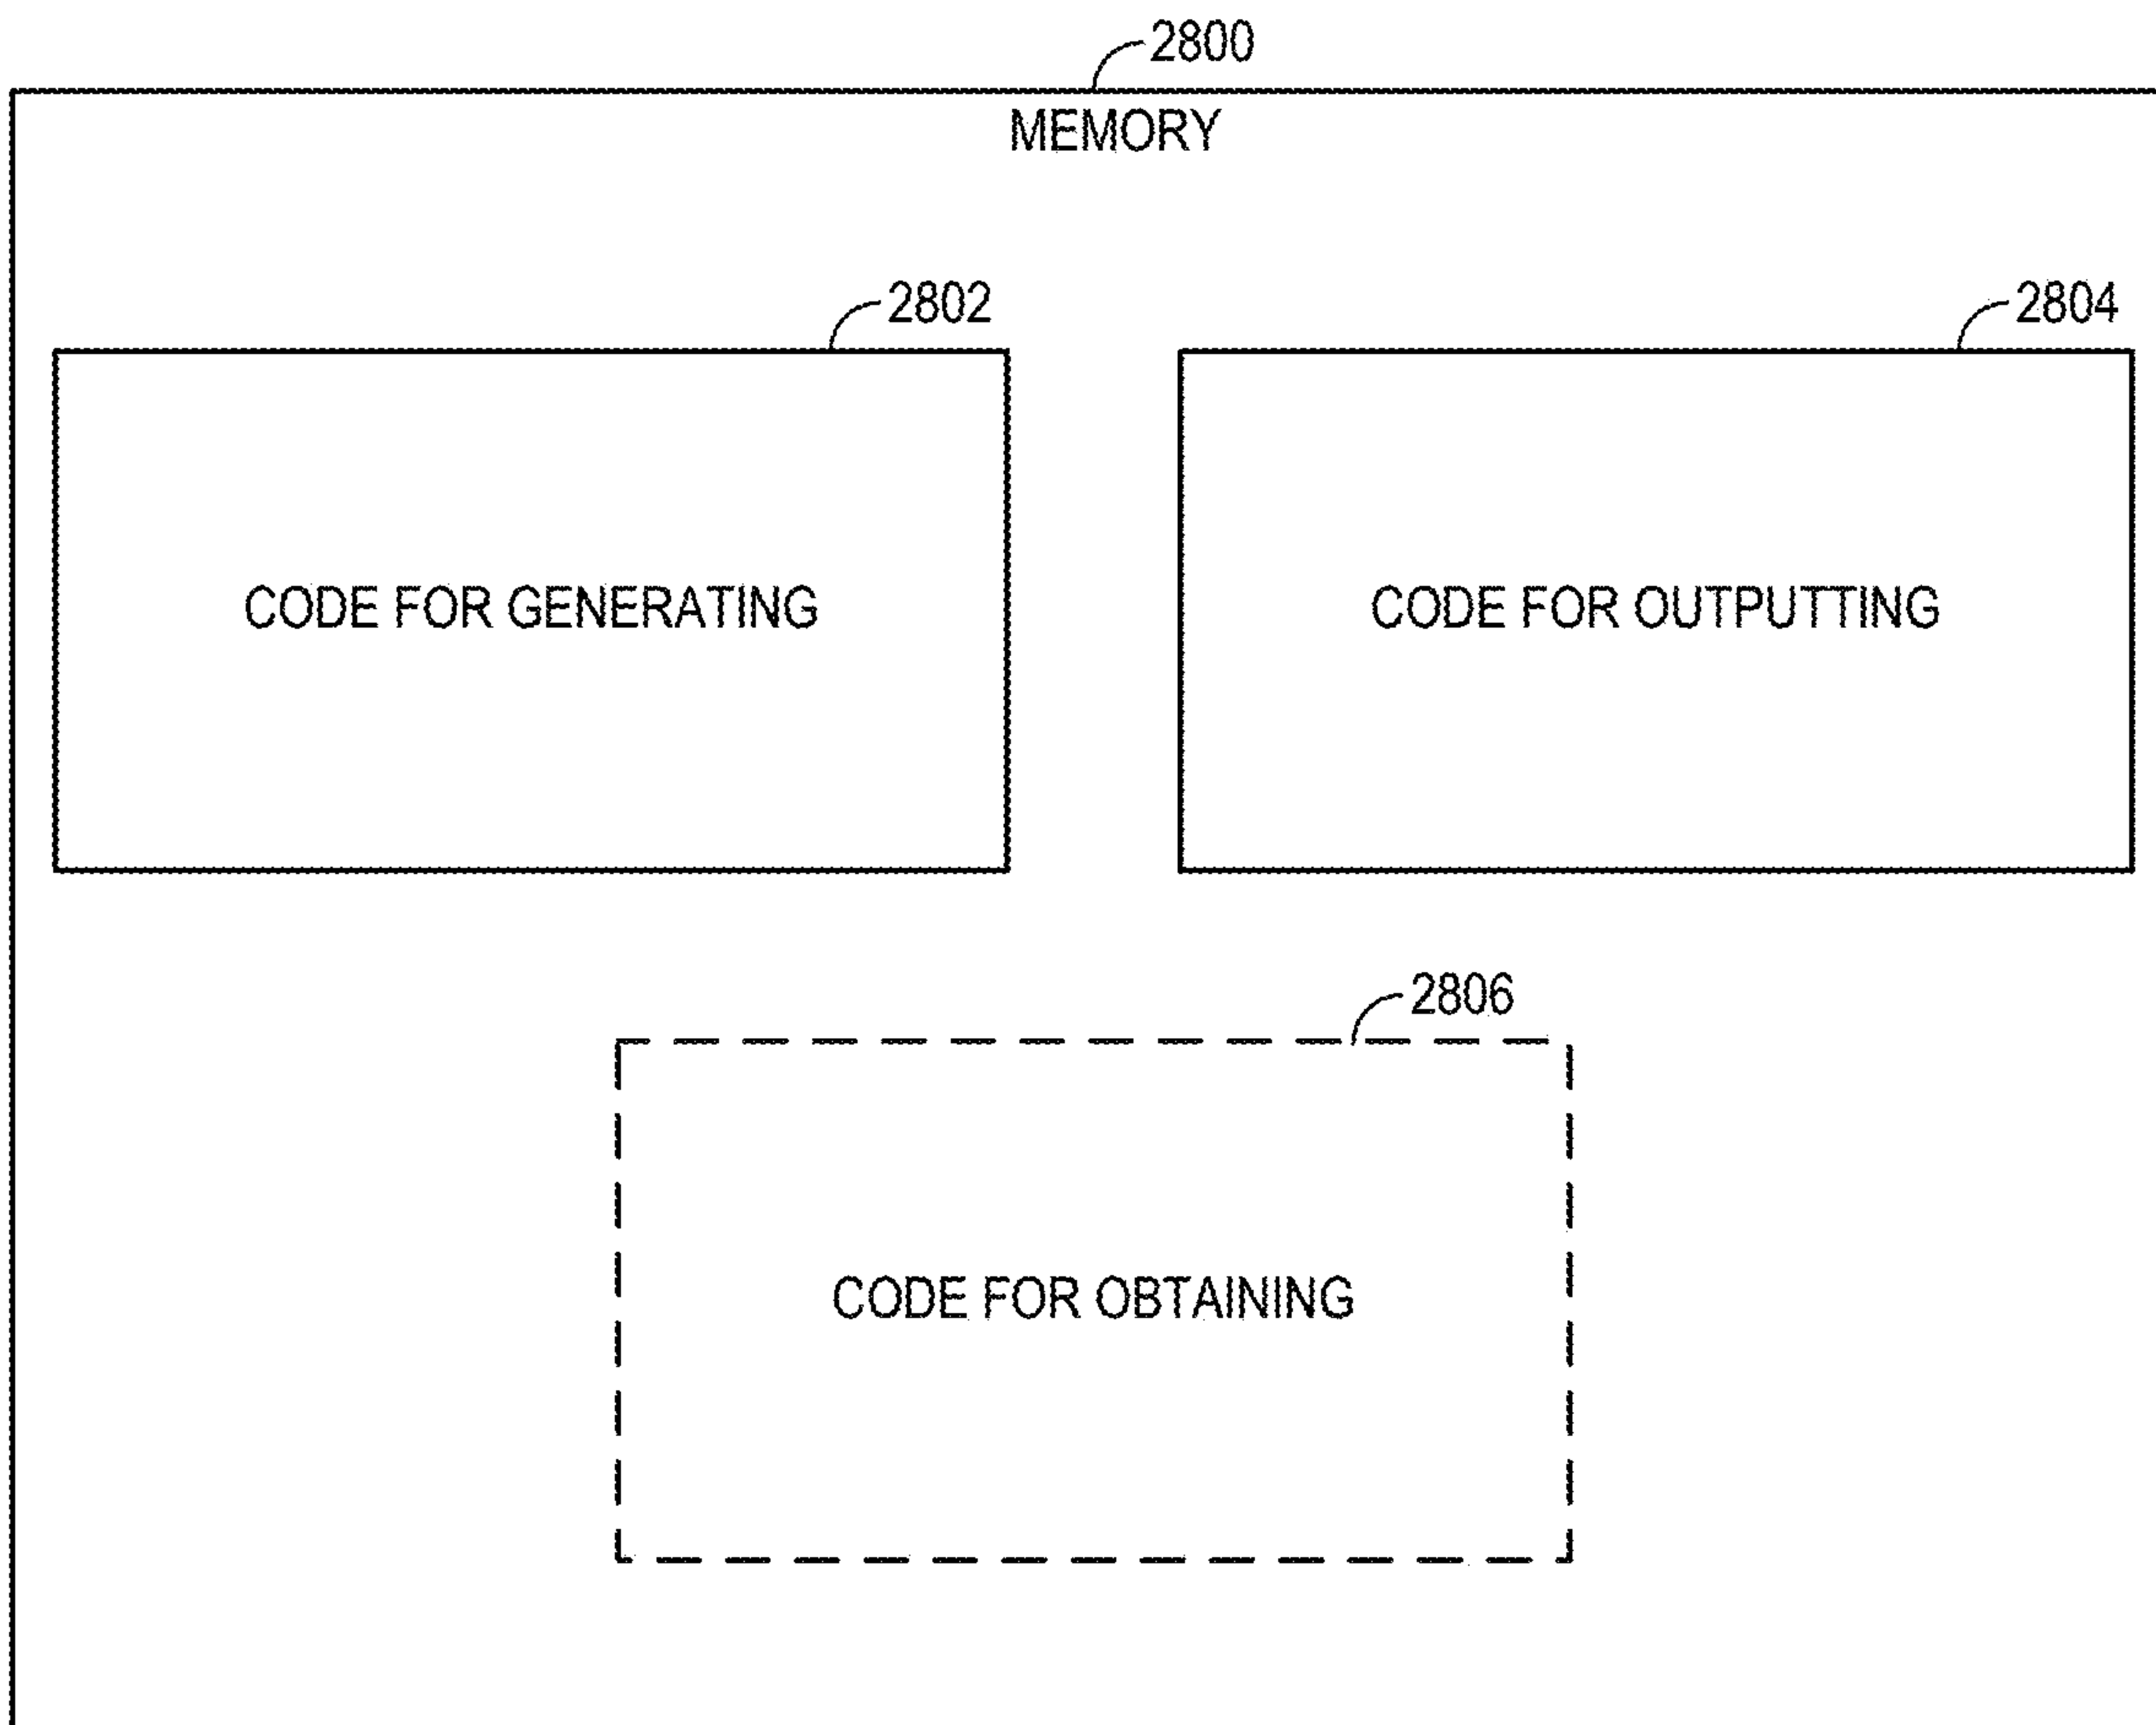 2800
MEMORY
2802
2804
CODE FOR GENERATING
CODE FOR OUTPUTTING
2806
CODE FOR OBTAINING